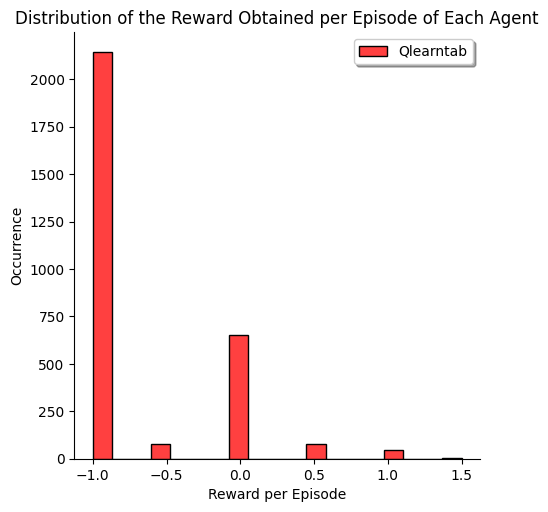 Distribution of the Reward Obtained per Episode of Each Agent
Qlearntab
2000
1750
1500
1250
1000
750
500
250
0
−1.0 −0.5 0.0 0.5 1.0 1.5
Occurrence
Reward per Episode